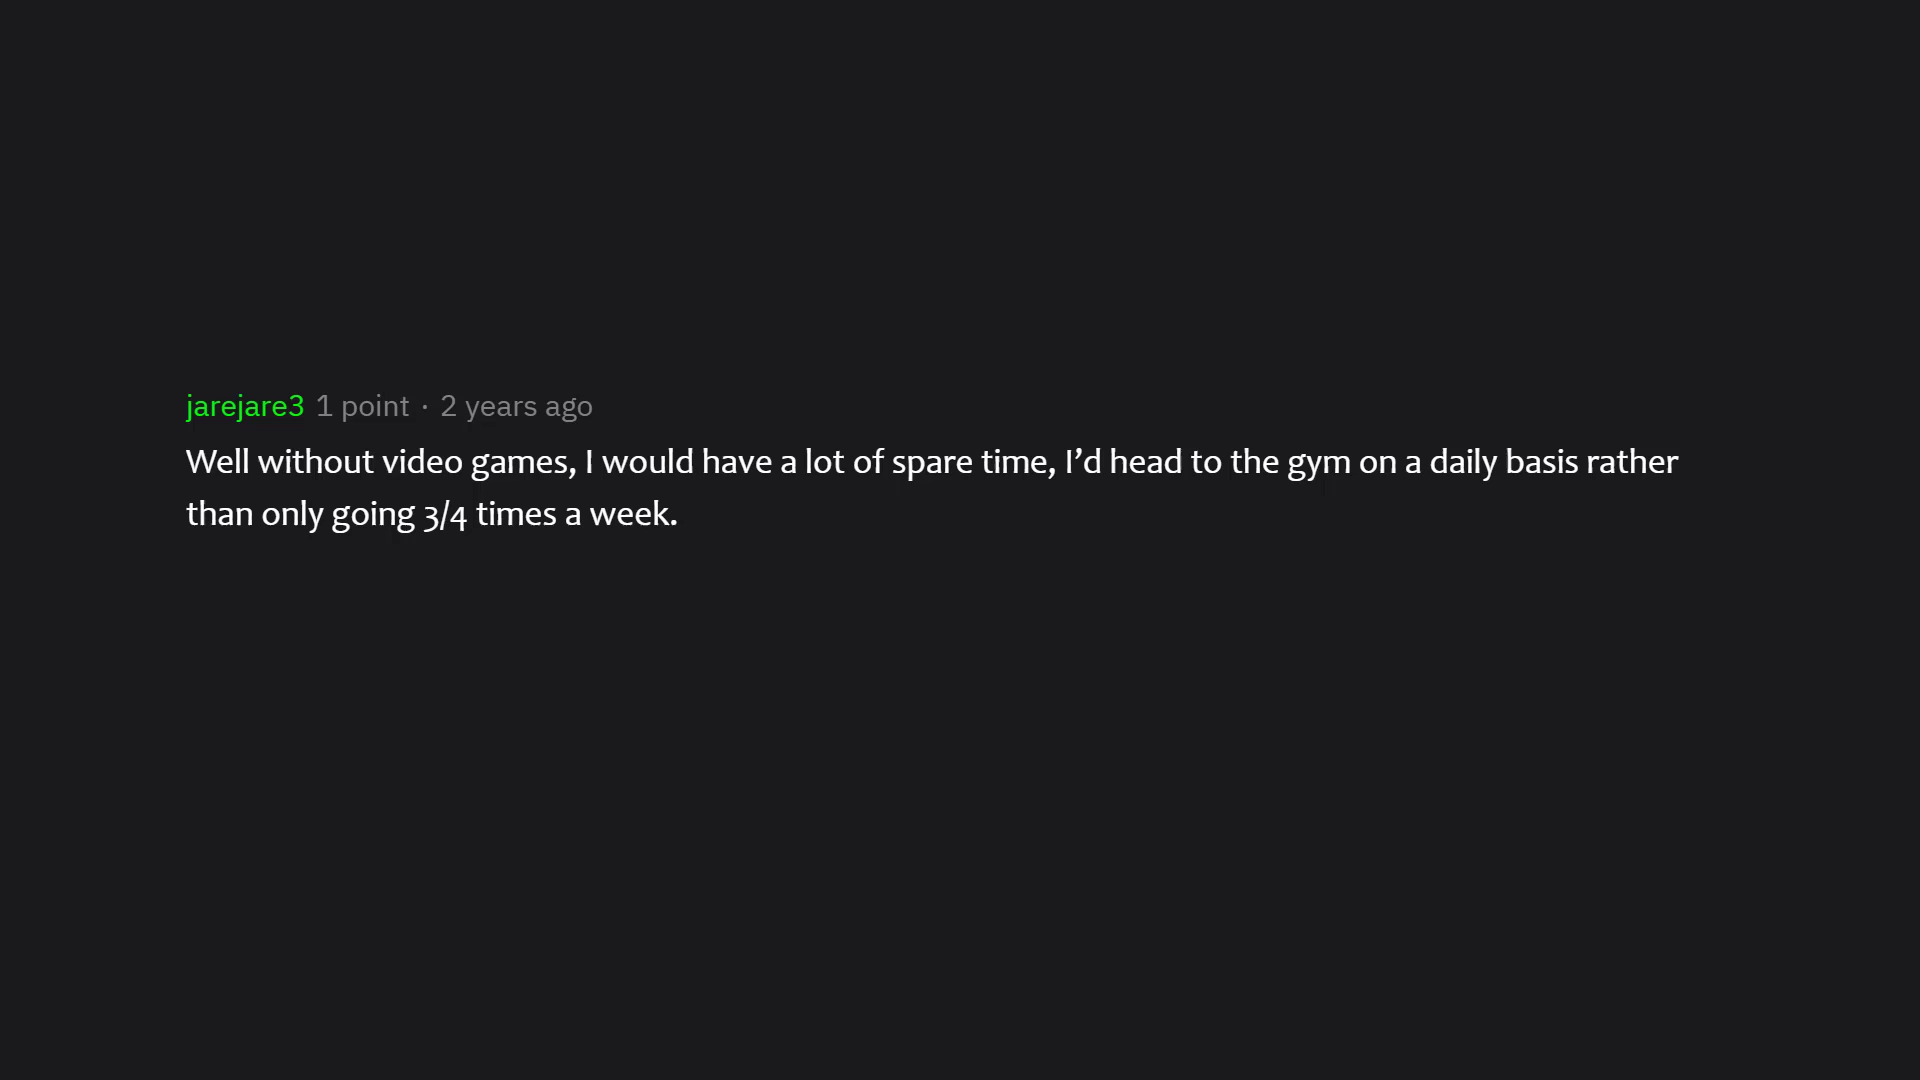 jarejare3 1 point · 2 years ago
Well without video games, I would have a lot of spare time, I’d head to the gym on a daily basis rather
than only going 3/4 times a week.